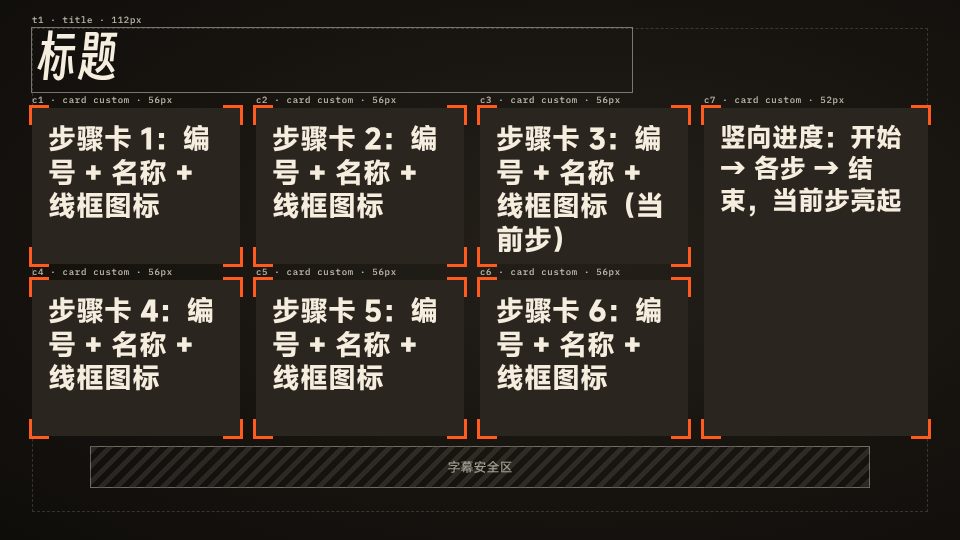 t1 · title · 112px
标题
c1 · card custom · 56px
步骤卡 1：编
号 + 名称 +
线框图标
c2 · card custom · 56px
步骤卡 2：编
号 + 名称 +
线框图标
c3 · card custom · 56px
步骤卡 3：编
号 + 名称 +
线框图标（当
前步）
c7 · card custom · 52px
竖向进度：开始
→ 各步 → 结
束，当前步亮起
c4 · card custom · 56px
步骤卡 4：编
号 + 名称 +
线框图标
c5 · card custom · 56px
步骤卡 5：编
号 + 名称 +
线框图标
c6 · card custom · 56px
步骤卡 6：编
号 + 名称 +
线框图标
字幕安全区